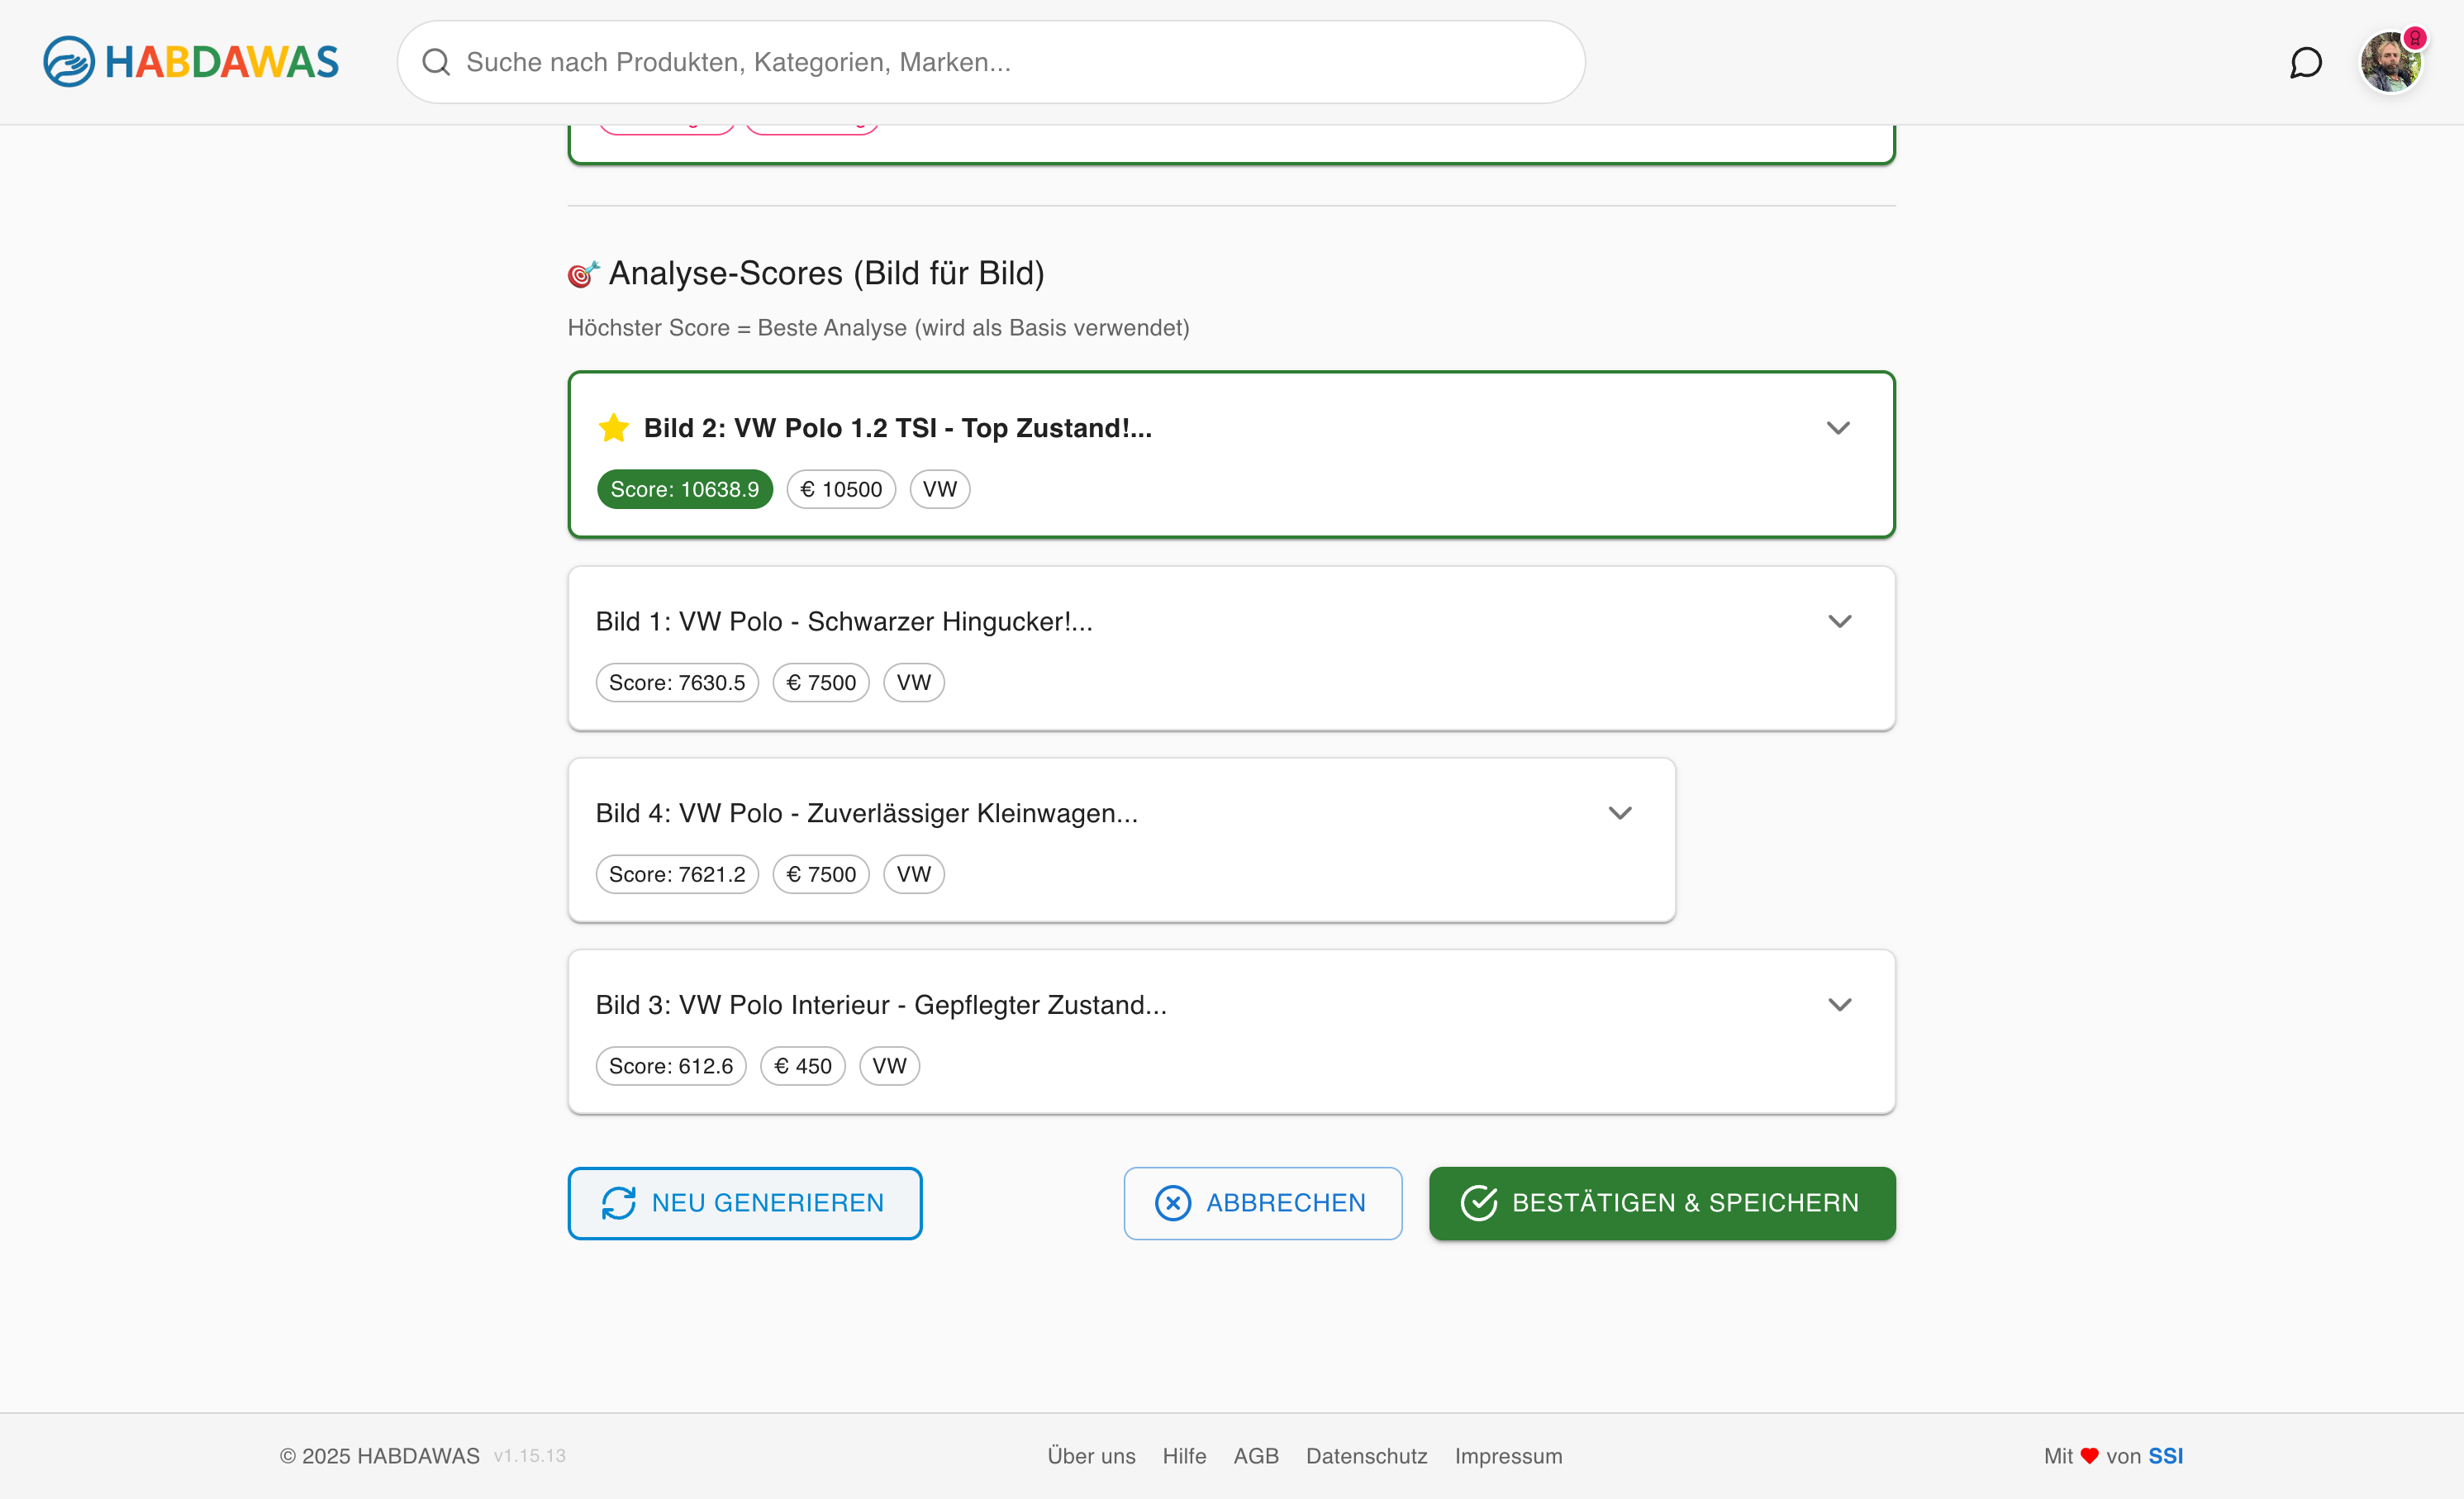 HABDAWAS
Suche nach Produkten, Kategorien, Marken...
Analyse-Scores (Bild für Bild)
Höchster Score = Beste Analyse (wird als Basis verwendet)
Bild 2: VW Polo 1.2 TSI - Top Zustand!...
Score: 10638.9 € 10500 VW
Bild 1: VW Polo - Schwarzer Hingucker!...
Score: 7630.5 € 7500 VW
Bild 4: VW Polo - Zuverlässiger Kleinwagen...
Score: 7621.2 € 7500 VW
Bild 3: VW Polo Interieur - Gepflegter Zustand...
Score: 612.6 € 450 VW
NEU GENERIEREN ABBRECHEN BESTÄTIGEN & SPEICHERN
© 2025 HABDAWAS v1.15.13 Über uns Hilfe AGB Datenschutz Impressum Mit ❤ von SSI